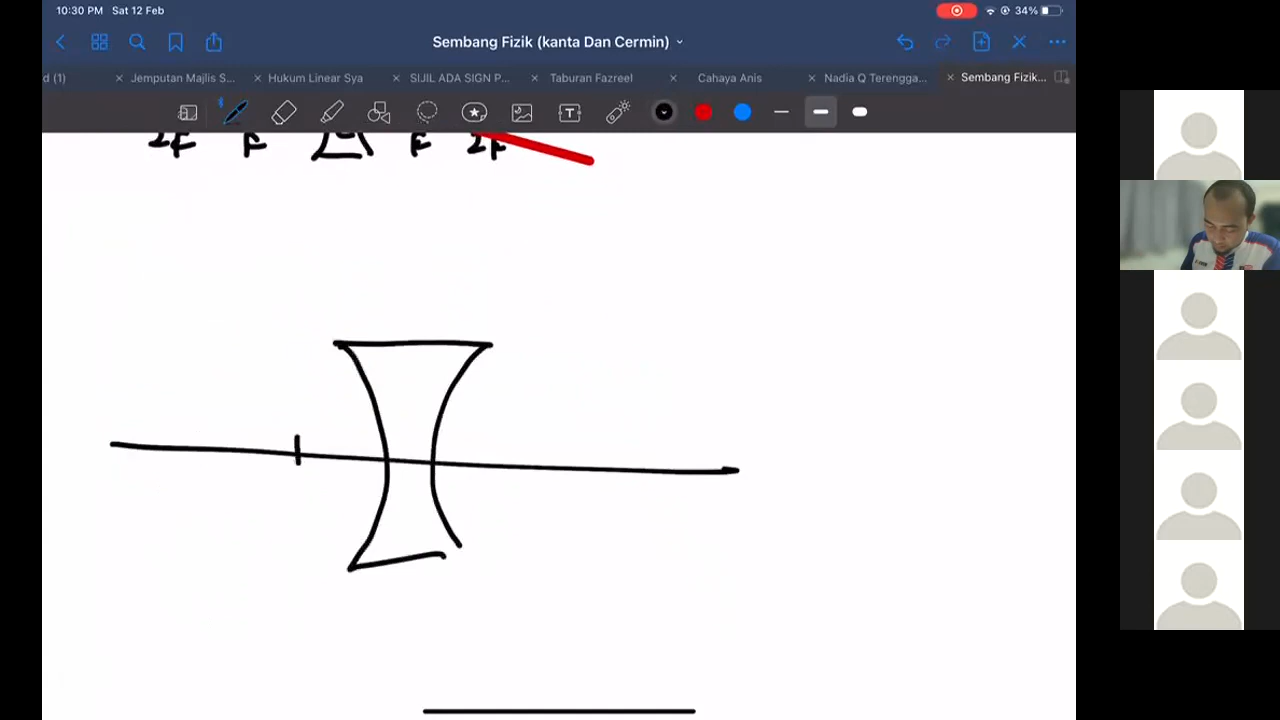 10:30 PM Sat 12 Feb 34%
Sembang Fizik (kanta Dan Cermin)
d (1) Jemputan Majlis S... Hukum Linear Sya SIJIL ADA SIGN P... Taburan Fazreel Cahaya Anis Nadia Q Terengga... Sembang Fizik...
2F F F 2F